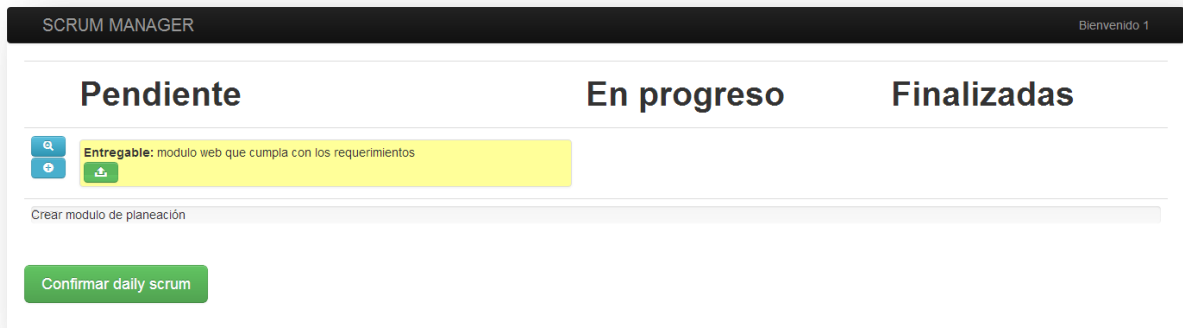 SCRUM MANAGER
Bienvenido 1
Pendiente
En progreso
Finalizadas
Entregable: modulo web que cumpla con los requerimientos
Crear modulo de planeación
Confirmar daily scrum